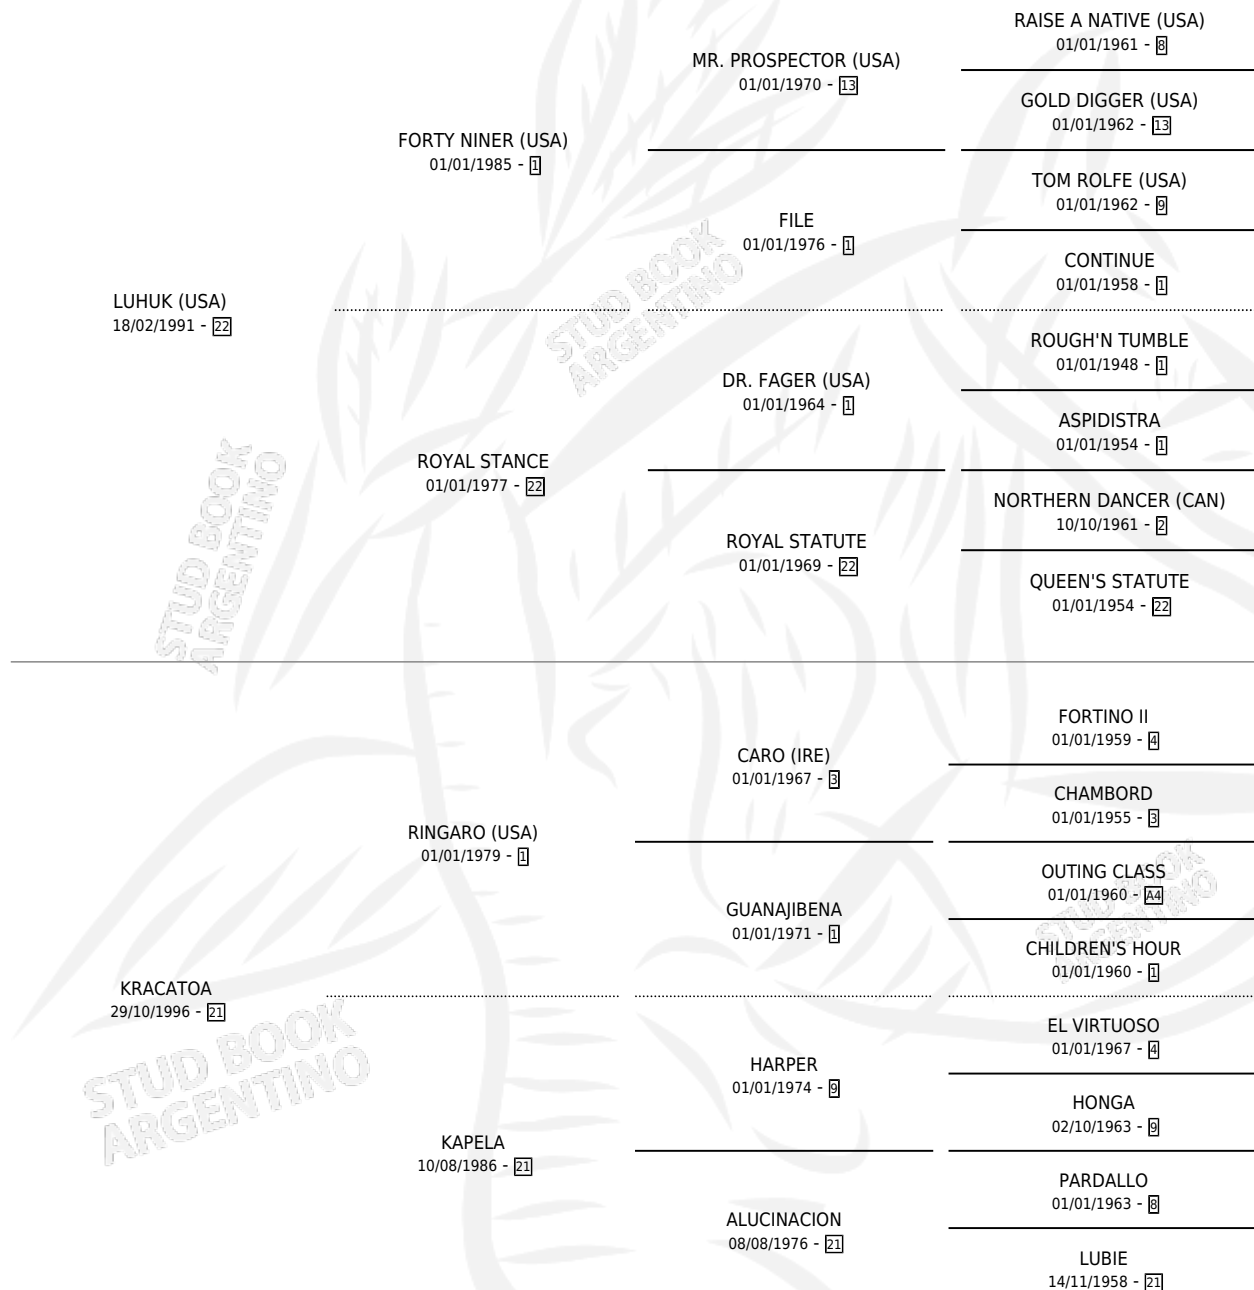 RAISE A NATIVE (USA)
01/01/1961 - 8
MR. PROSPECTOR (USA)
01/01/1970 - 13
GOLD DIGGER (USA)
01/01/1962 - 13
FORTY NINER (USA)
01/01/1985 - 1
TOM ROLFE (USA)
01/01/1962 - 9
FILE
01/01/1976 - 1
CONTINUE
01/01/1958 - 1
LUHUK (USA)
18/02/1991 - 22
ROUGH'N TUMBLE
01/01/1948 - 1
DR. FAGER (USA)
01/01/1964 - 1
ASPIDISTRA
01/01/1954 - 1
ROYAL STANCE
01/01/1977 - 22
NORTHERN DANCER (CAN)
10/10/1961 - 2
ROYAL STATUTE
01/01/1969 - 22
QUEEN'S STATUTE
01/01/1954 - 22
FORTINO II
01/01/1959 - 4
CARO (IRE)
01/01/1967 - 3
CHAMBORD
01/01/1955 - 3
RINGARO (USA)
01/01/1979 - 1
OUTING CLASS
01/01/1960 - A4
GUANAJIBENA
01/01/1971 - 1
CHILDREN'S HOUR
01/01/1960 - 1
KRACATOA
29/10/1996 - 21
EL VIRTUOSO
01/01/1967 - 4
HARPER
01/01/1974 - 9
HONGA
02/10/1963 - 9
KAPELA
10/08/1986 - 21
PARDALLO
01/01/1963 - 8
ALUCINACION
08/08/1976 - 21
LUBIE
14/11/1958 - 21
STUD BOOK
ARGENTINO
STUD BOOK
ARGENTINO
STUD BOOK
ARGENTINO
STUD BOOK
ARGENTINO